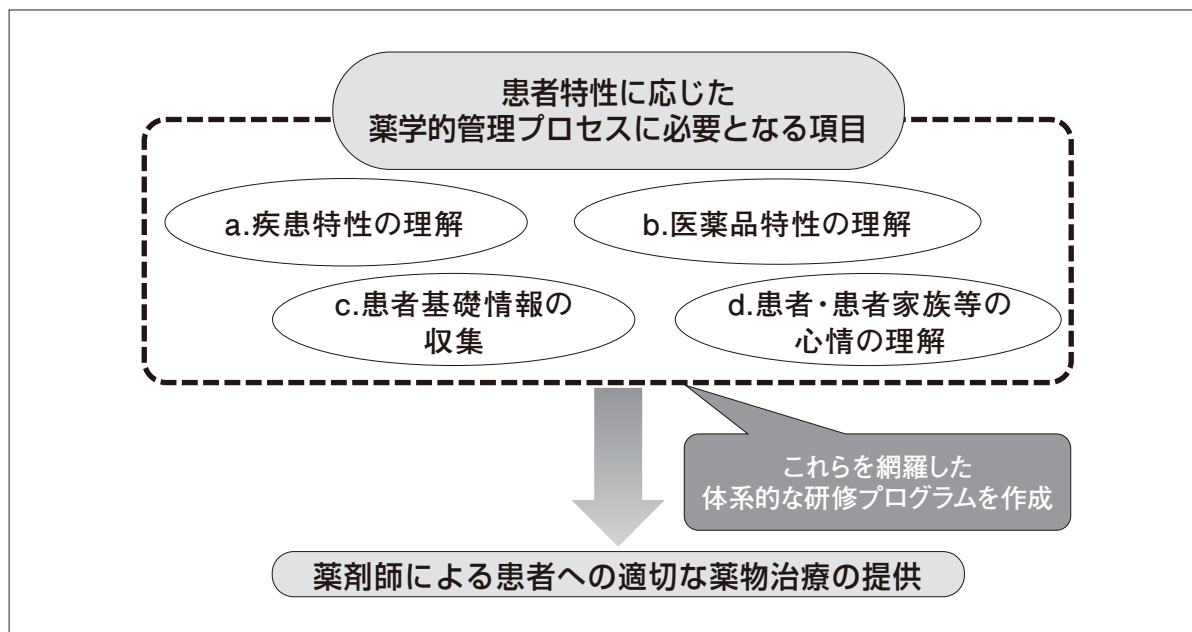 患者特性に応じた
薬学的管理プロセスに必要となる項目
a.疾患特性の理解
b.医薬品特性の理解
c.患者基礎情報の
収集
d.患者・患者家族等の
心情の理解
これらを網羅した
体系的な研修プログラムを作成
薬剤師による患者への適切な薬物治療の提供